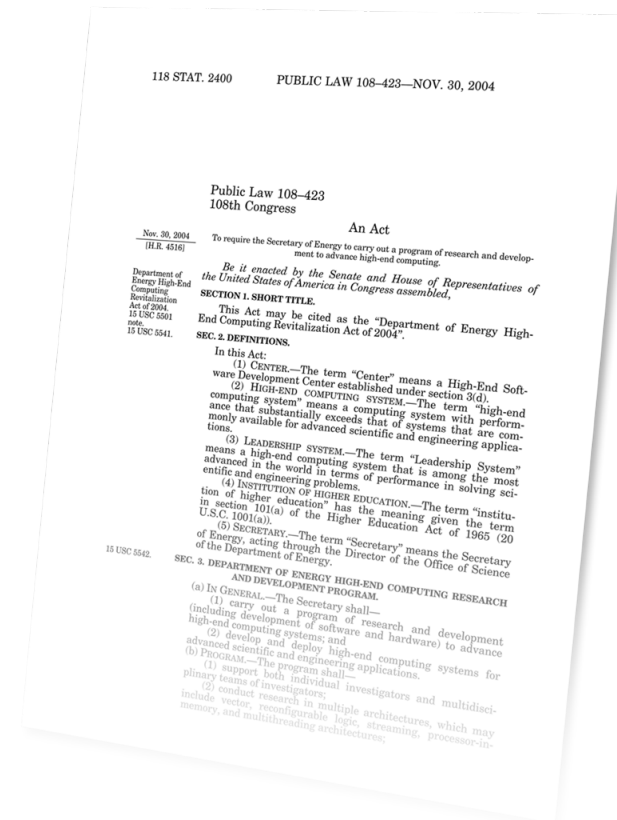 118 STAT. 2400 PUBLIC LAW 108–423—NOV. 30, 2004
Public Law 108–423
108th Congress
An Act
Nov. 30, 2004
[H.R. 4516]
To require the Secretary of Energy to carry out a program of research and develop-
ment to advance high-end computing.
Department of
Energy High-End
Computing
Revitalization
Act of 2004.
15 USC 5501
note.
15 USC 5541.
Be it enacted by the Senate and House of Representatives of
the United States of America in Congress assembled,
SECTION 1. SHORT TITLE.
This Act may be cited as the “Department of Energy High-
End Computing Revitalization Act of 2004”.
SEC. 2. DEFINITIONS.
In this Act:
(1) CENTER.—The term “Center” means a High-End Soft-
ware Development Center established under section 3(d).
(2) HIGH-END COMPUTING SYSTEM.—The term “high-end
computing system” means a computing system with perform-
ance that substantially exceeds that of systems that are com-
monly available for advanced scientific and engineering applica-
tions.
(3) LEADERSHIP SYSTEM.—The term “Leadership System”
means a high-end computing system that is among the most
advanced in the world in terms of performance in solving sci-
entific and engineering problems.
(4) INSTITUTION OF HIGHER EDUCATION.—The term “institu-
tion of higher education” has the meaning given the term
in section 101(a) of the Higher Education Act of 1965 (20
U.S.C. 1001(a)).
(5) SECRETARY.—The term “Secretary” means the Secretary
of Energy, acting through the Director of the Office of Science
of the Department of Energy.
15 USC 5542.
SEC. 3. DEPARTMENT OF ENERGY HIGH-END COMPUTING RESEARCH
AND DEVELOPMENT PROGRAM.
(a) IN GENERAL.—The Secretary shall—
(1) carry out a program of research and development
(including development of software and hardware) to advance
high-end computing systems; and
(2) develop and deploy high-end computing systems for
advanced scientific and engineering applications.
(b) PROGRAM.—The program shall—
(1) support both individual investigators and multidisci-
plinary teams of investigators;
(2) conduct research in multiple architectures, which may
include vector, reconfigurable logic, streaming, processor-in-
memory, and multithreading architectures;